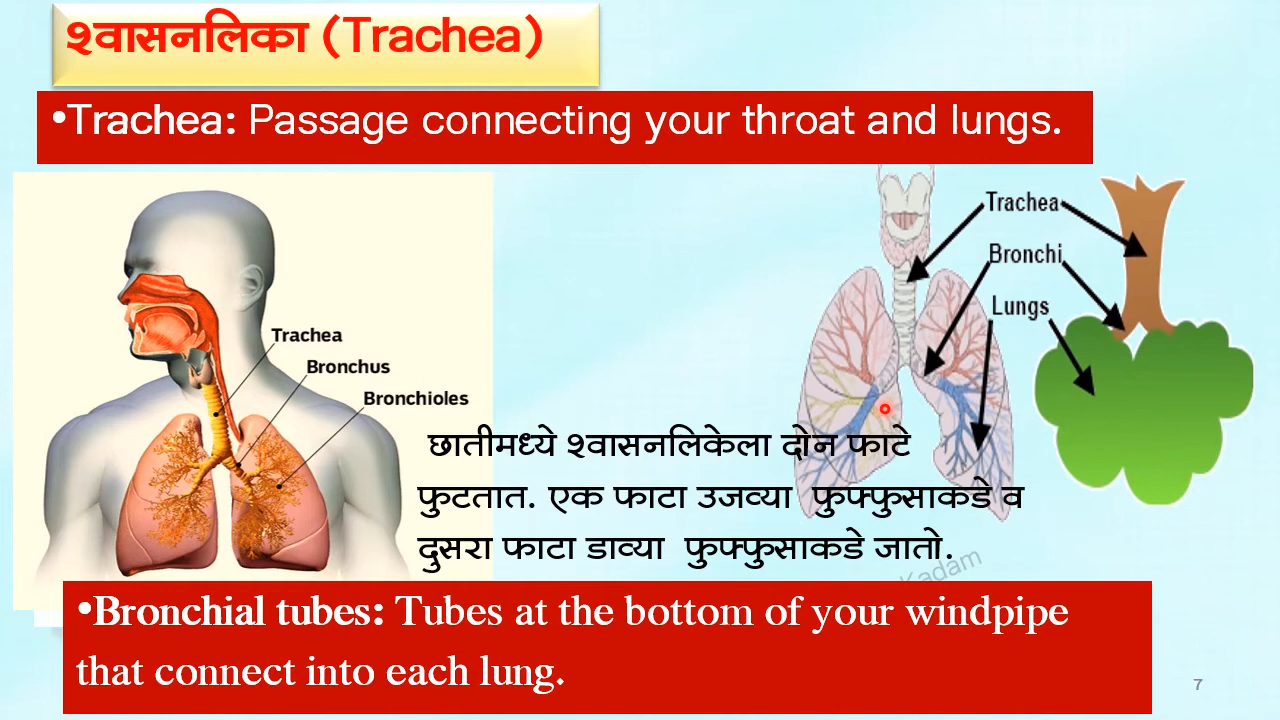 श्वासनलिका (Trachea)
•Trachea: Passage connecting your throat and lungs.
Trachea
Bronchus
Bronchioles
Trachea
Bronchi
Lungs
छातीमध्ये श्वासनलिकेला दोन फाटे
फुटतात. एक फाटा उजव्या फुफ्फुसाकडे व
दुसरा फाटा डाव्या फुफ्फुसाकडे जातो.
Kadam
•Bronchial tubes: Tubes at the bottom of your windpipe
that connect into each lung.
7